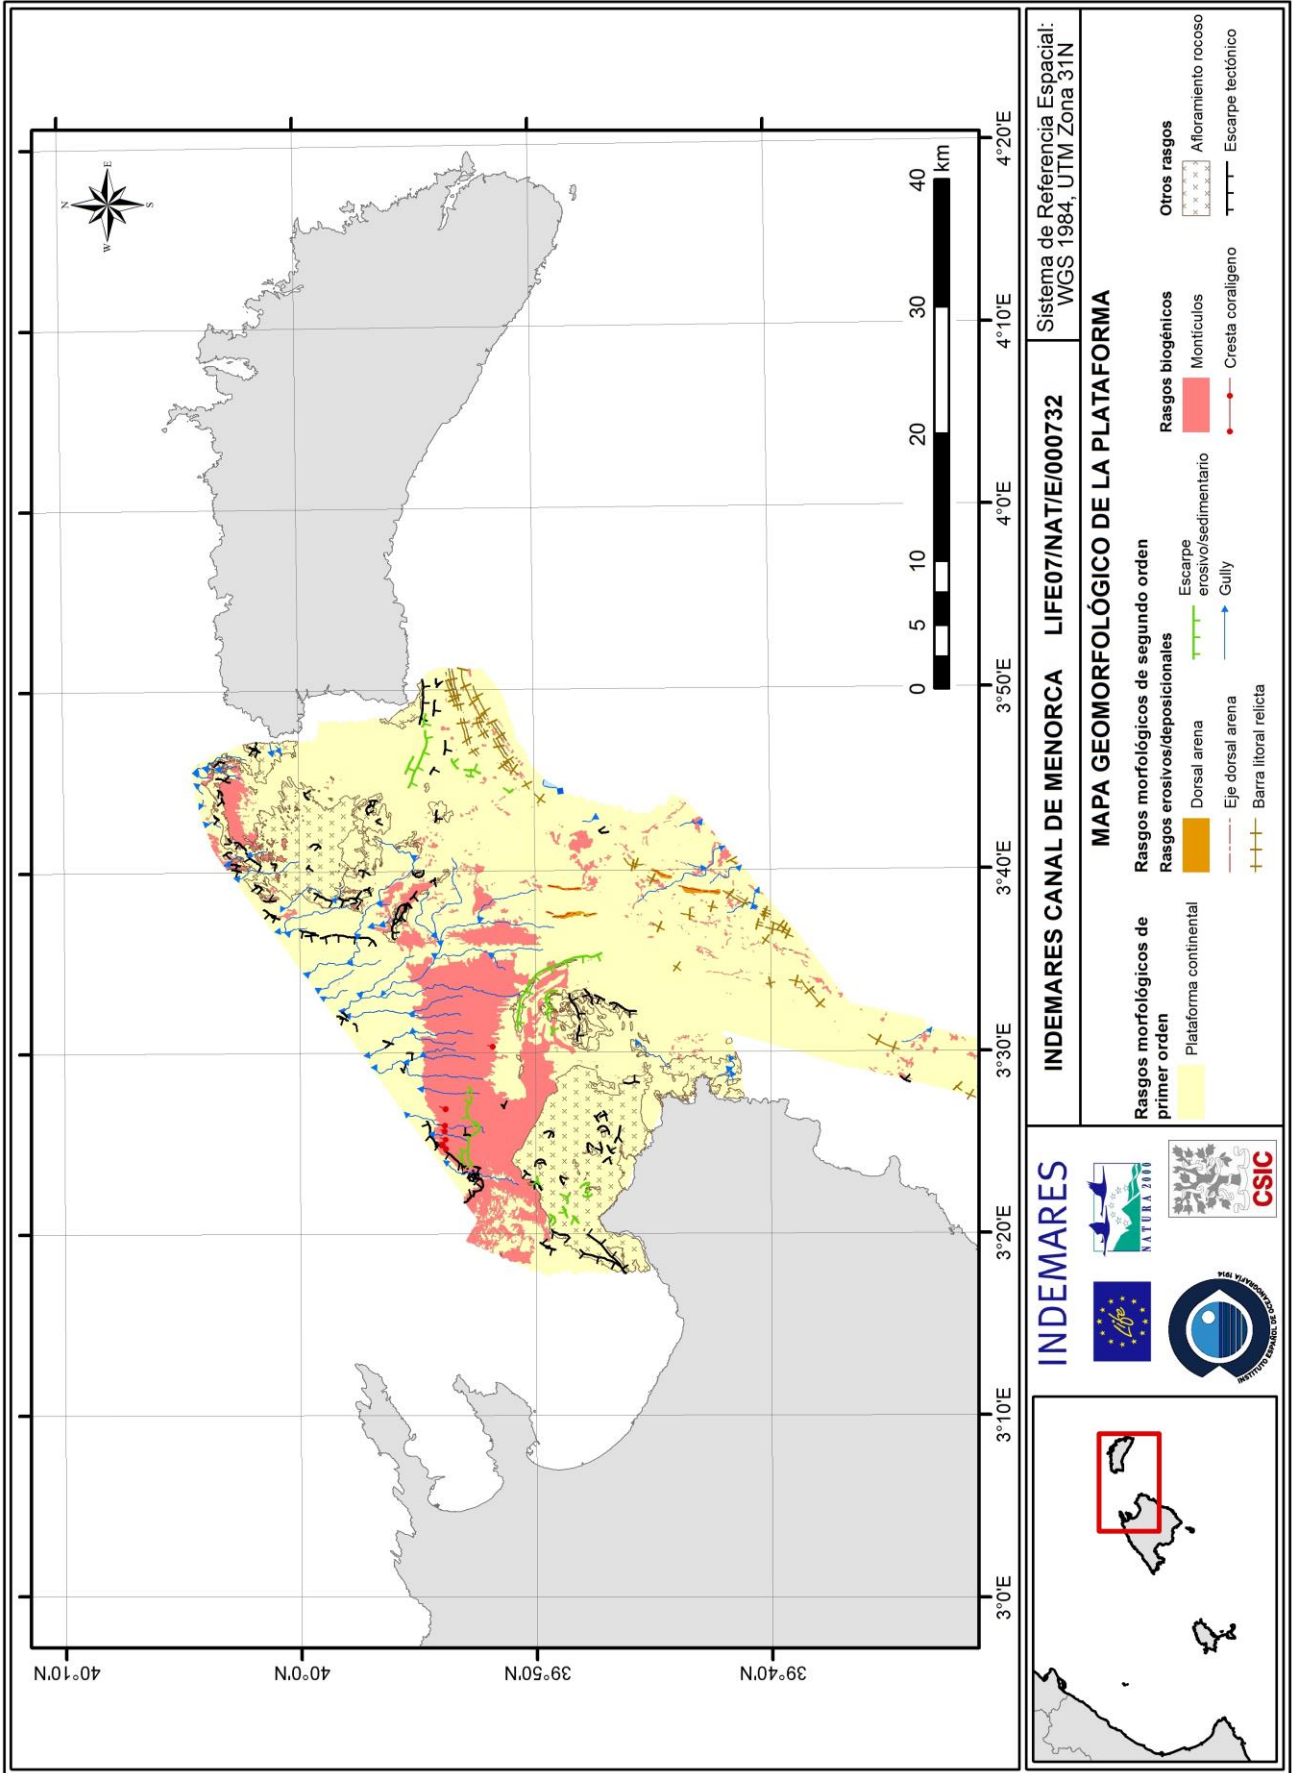 N
W
E
S
40°10'N
40°0'N
39°50'N
39°40'N
3°0'E
3°10'E
3°20'E
3°30'E
3°40'E
3°50'E
4°0'E
4°10'E
4°20'E
0
5
10
20
30
40
km
INDEMARES
Life
NATURA 2000
INSTITUTO ESPAÑOL DE OCEANOGRAFÍA 1914
CSIC
INDEMARES CANAL DE MENORCA LIFE07/NAT/E/000732
Sistema de Referencia Espacial:
WGS 1984, UTM Zona 31N
MAPA GEOMORFOLÓGICO DE LA PLATAFORMA
Rasgos morfológicos de
primer orden
Plataforma continental
Rasgos morfológicos de segundo orden
Rasgos erosivos/deposicionales
Dorsal arena
Eje dorsal arena
Barra litoral relicta
Escarpe
erosivo/sedimentario
Gully
Rasgos biogénicos
Montículos
Cresta coralígeno
Otros rasgos
Afloramiento rocoso
Escarpe tectónico